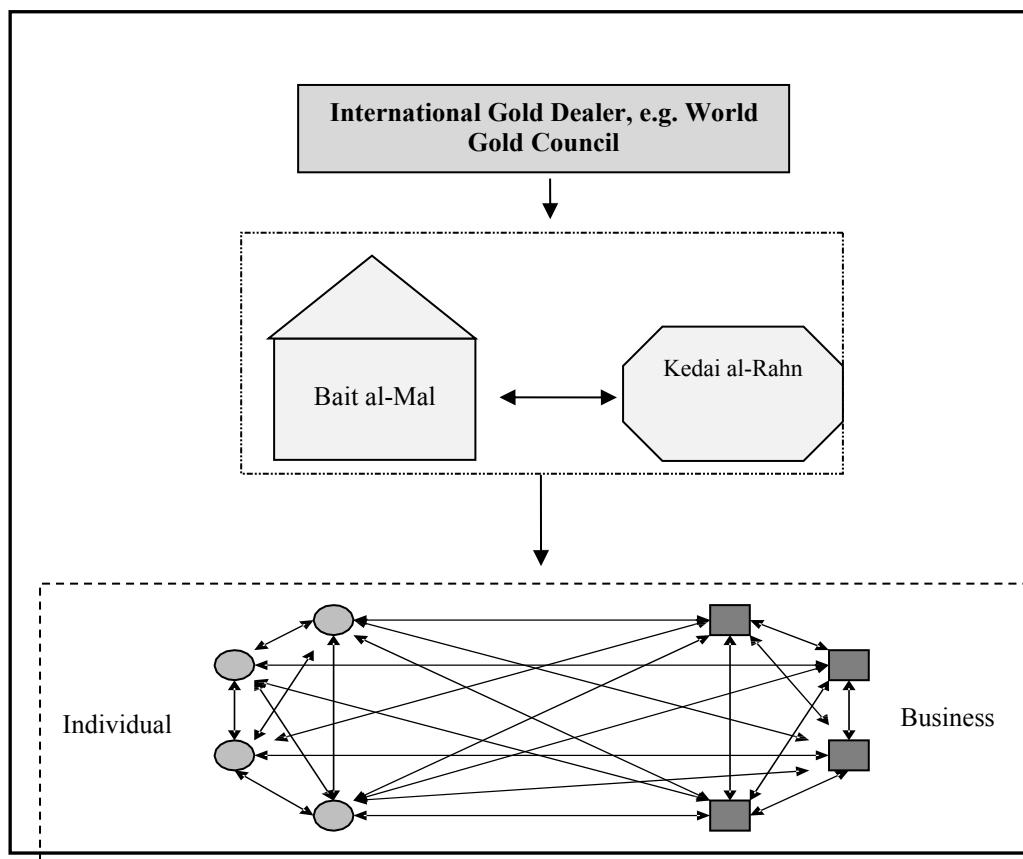 International Gold Dealer, e.g. World
Gold Council
Bait al-Mal
Kedai al-Rahn
Individual
Business